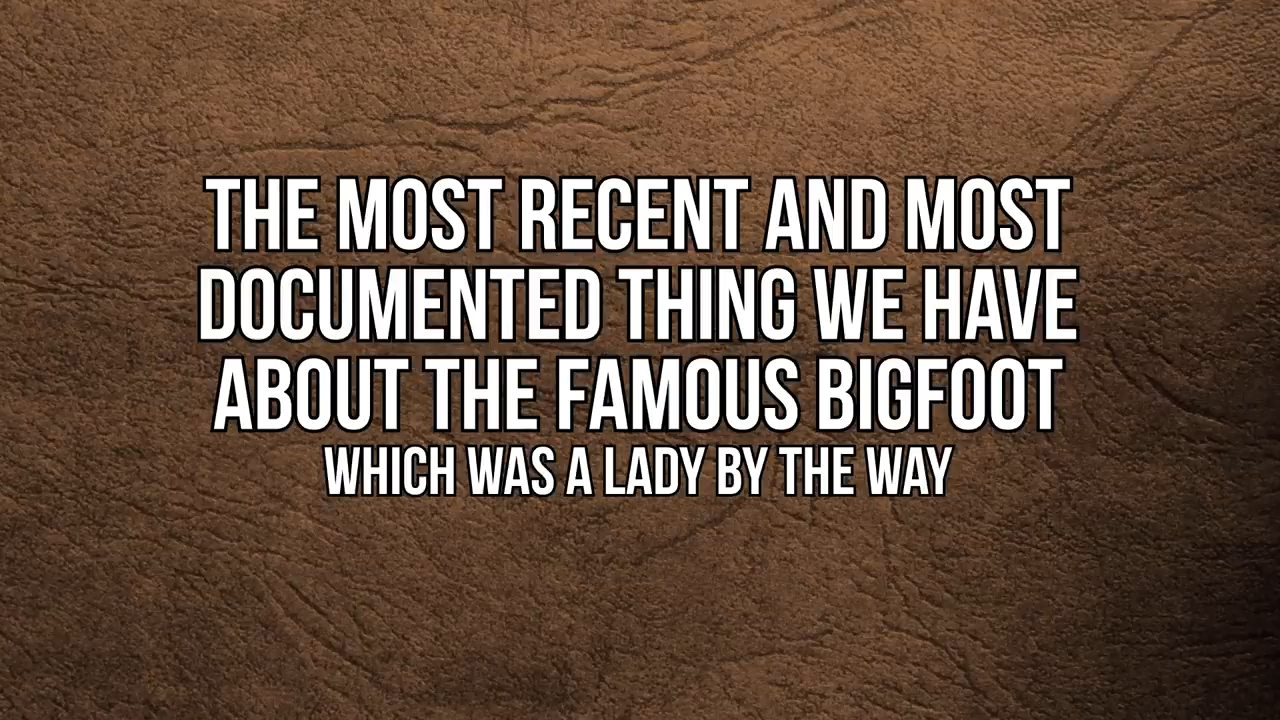 THE MOST RECENT AND MOST
DOCUMENTED THING WE HAVE
ABOUT THE FAMOUS BIGFOOT
WHICH WAS A LADY BY THE WAY